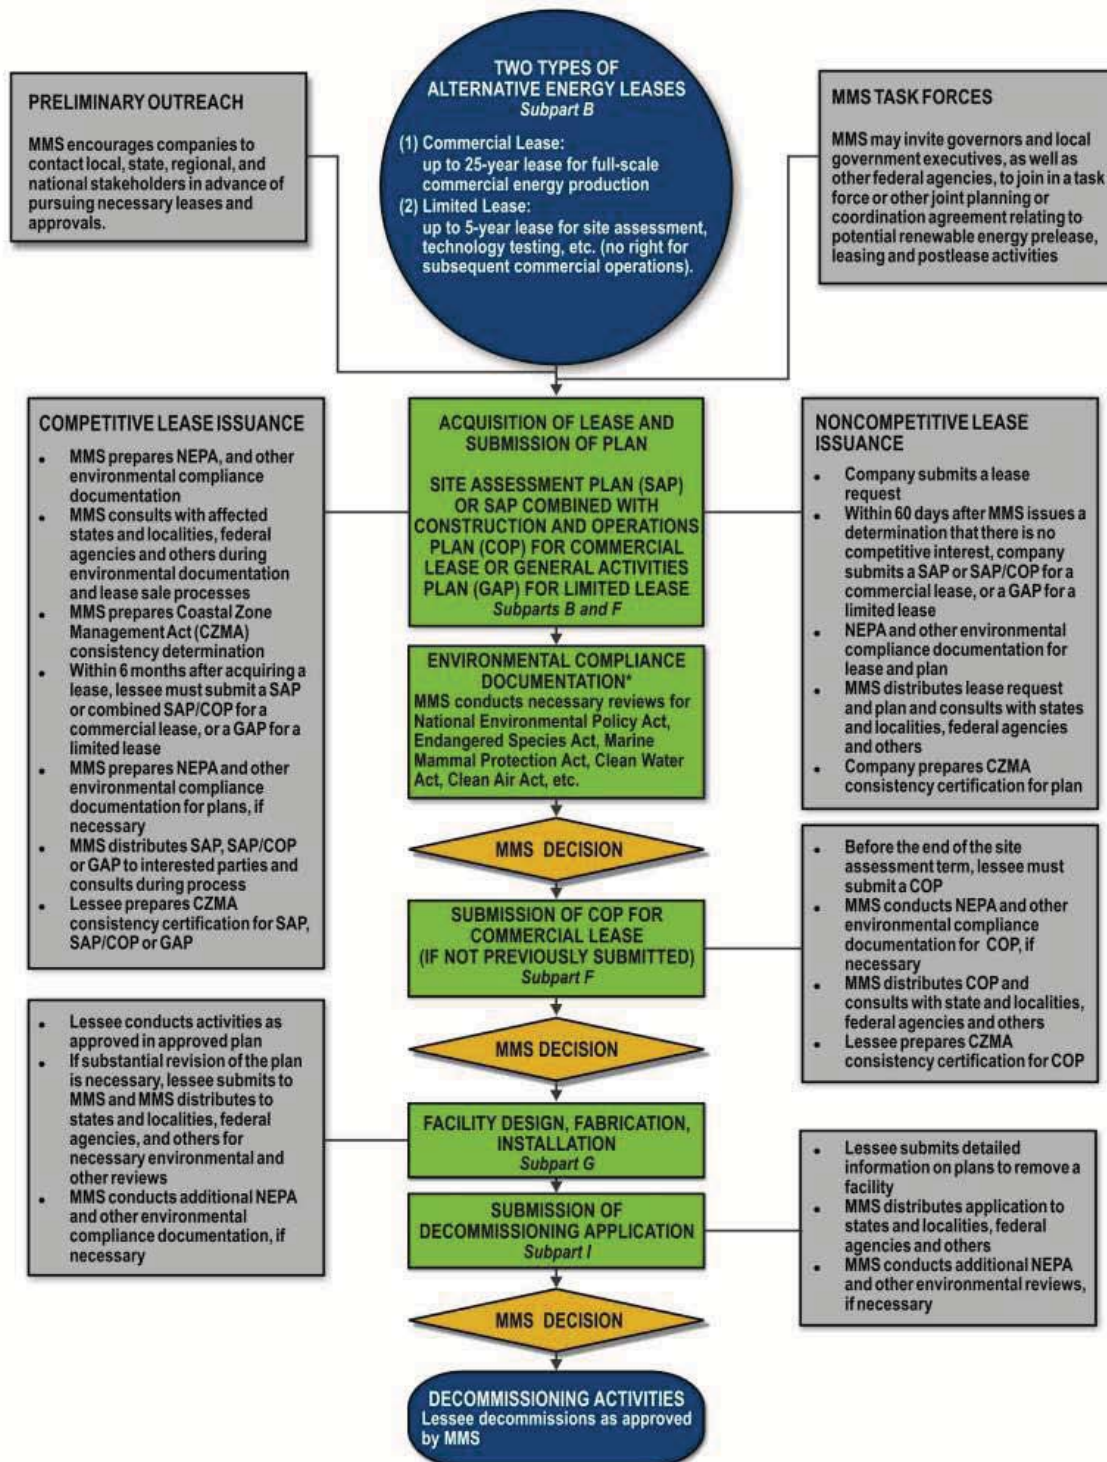 TWO TYPES OF
ALTERNATIVE ENERGY LEASES
Subpart B
(1) Commercial Lease:
up to 25-year lease for full-scale
commercial energy production
(2) Limited Lease:
up to 5-year lease for site assessment,
technology testing, etc. (no right for
subsequent commercial operations).
PRELIMINARY OUTREACH
MMS encourages companies to
contact local, state, regional, and
national stakeholders in advance of
pursuing necessary leases and
approvals.
MMS TASK FORCES
MMS may invite governors and local
government executives, as well as
other federal agencies, to join in a task
force or other joint planning or
coordination agreement relating to
potential renewable energy prelease,
leasing and postlease activities
COMPETITIVE LEASE ISSUANCE
• MMS prepares NEPA, and other
environmental compliance
documentation
• MMS consults with affected
states and localities, federal
agencies and others during
environmental documentation
and lease sale processes
• MMS prepares Coastal Zone
Management Act (CZMA)
consistency determination
• Within 6 months after acquiring a
lease, lessee must submit a SAP
or combined SAP/COP for a
commercial lease, or a GAP for a
limited lease
• MMS prepares NEPA and other
environmental compliance
documentation for plans, if
necessary
• MMS distributes SAP, SAP/COP
or GAP to interested parties and
consults during process
• Lessee prepares CZMA
consistency certification for SAP,
SAP/COP or GAP
ACQUISITION OF LEASE AND
SUBMISSION OF PLAN
SITE ASSESSMENT PLAN (SAP)
OR SAP COMBINED WITH
CONSTRUCTION AND OPERATIONS
PLAN (COP) FOR COMMERCIAL
LEASE OR GENERAL ACTIVITIES
PLAN (GAP) FOR LIMITED LEASE
Subparts B and F
NONCOMPETITIVE LEASE
ISSUANCE
• Company submits a lease
request
• Within 60 days after MMS issues a
determination that there is no
competitive interest, company
submits a SAP or SAP/COP for a
commercial lease, or a GAP for a
limited lease
• NEPA and other environmental
compliance documentation for
lease and plan
• MMS distributes lease request
and plan and consults with states
and localities, federal agencies
and others
• Company prepares CZMA
consistency certification for plan
ENVIRONMENTAL COMPLIANCE
DOCUMENTATION*
MMS conducts necessary reviews for
National Environmental Policy Act,
Endangered Species Act, Marine
Mammal Protection Act, Clean Water
Act, Clean Air Act, etc.
MMS DECISION
SUBMISSION OF COP FOR
COMMERCIAL LEASE
(IF NOT PREVIOUSLY SUBMITTED)
Subpart F
• Before the end of the site
assessment term, lessee must
submit a COP
• MMS conducts NEPA and other
environmental compliance
documentation for COP, if
necessary
• MMS distributes COP and
consults with state and localities,
federal agencies and others
• Lessee prepares CZMA
consistency certification for COP
MMS DECISION
• Lessee conducts activities as
approved in approved plan
• If substantial revision of the plan
is necessary, lessee submits to
MMS and MMS distributes to
states and localities, federal
agencies, and others for
necessary environmental and
other reviews
• MMS conducts additional NEPA
and other environmental
compliance documentation, if
necessary
FACILITY DESIGN, FABRICATION,
INSTALLATION
Subpart G
SUBMISSION OF
DECOMMISSIONING APPLICATION
Subpart I
• Lessee submits detailed
information on plans to remove a
facility
• MMS distributes application to
states and localities, federal
agencies and others
• MMS conducts additional NEPA
and other environmental reviews,
if necessary
MMS DECISION
DECOMMISSIONING ACTIVITIES
Lessee decommissions as approved
by MMS